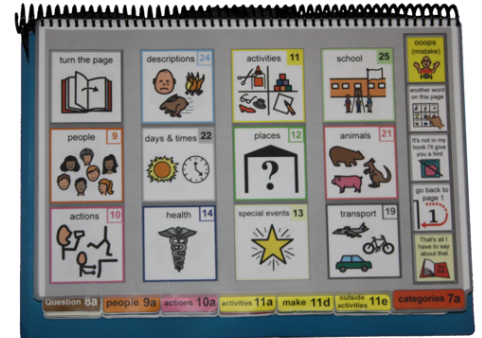 turn the page
descriptions 24
activities 11
school 25
ooops
(mistake)
another word
on this page
people 9
days & times 22
places 12
?
animals 21
It's not in my
book I'll give
you a hint
actions 10
health 14
special events 13
transport 19
go back to
page 1
1
That's all I
have to say
about that
Question 8a
people 9a
actions 10a
activities 11a
make 11d
outside
activities 11e
categories 7a